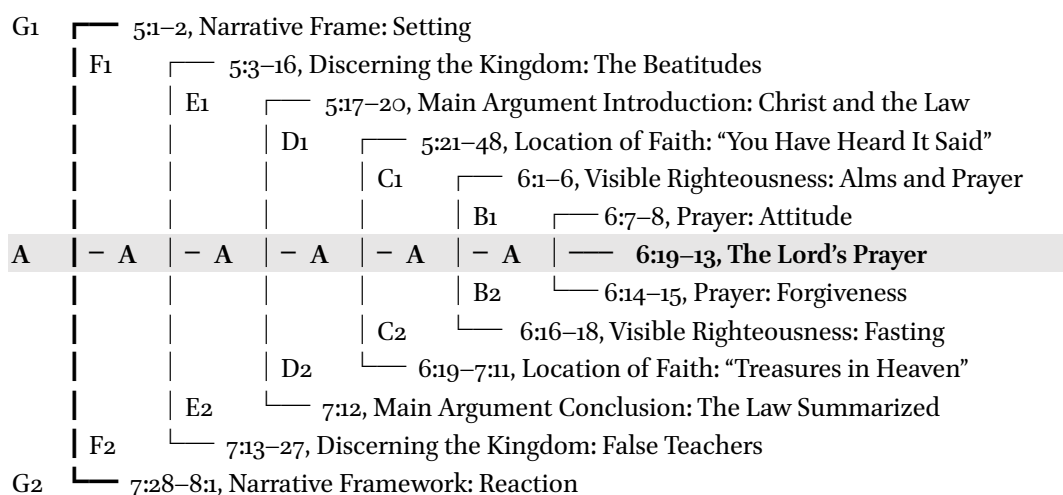 G1 5:1–2, Narrative Frame: Setting
F1 5:3–16, Discerning the Kingdom: The Beatitudes
E1 5:17–20, Main Argument Introduction: Christ and the Law
D1 5:21–48, Location of Faith: “You Have Heard It Said”
C1 6:1–6, Visible Righteousness: Alms and Prayer
B1 6:7–8, Prayer: Attitude
A – A – A – A – A – A 6:19–13, The Lord’s Prayer
B2 6:14–15, Prayer: Forgiveness
C2 6:16–18, Visible Righteousness: Fasting
D2 6:19–7:11, Location of Faith: “Treasures in Heaven”
E2 7:12, Main Argument Conclusion: The Law Summarized
F2 7:13–27, Discerning the Kingdom: False Teachers
G2 7:28–8:1, Narrative Framework: Reaction